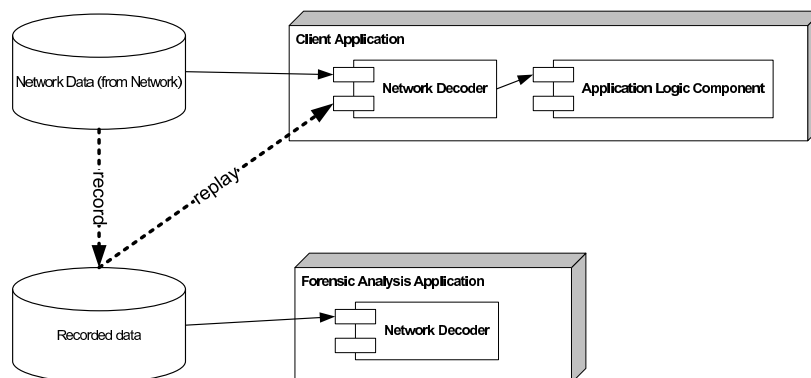 Client Application
Network Data (from Network)
Network Decoder
Application Logic Component
record
replay
Forensic Analysis Application
Recorded data
Network Decoder